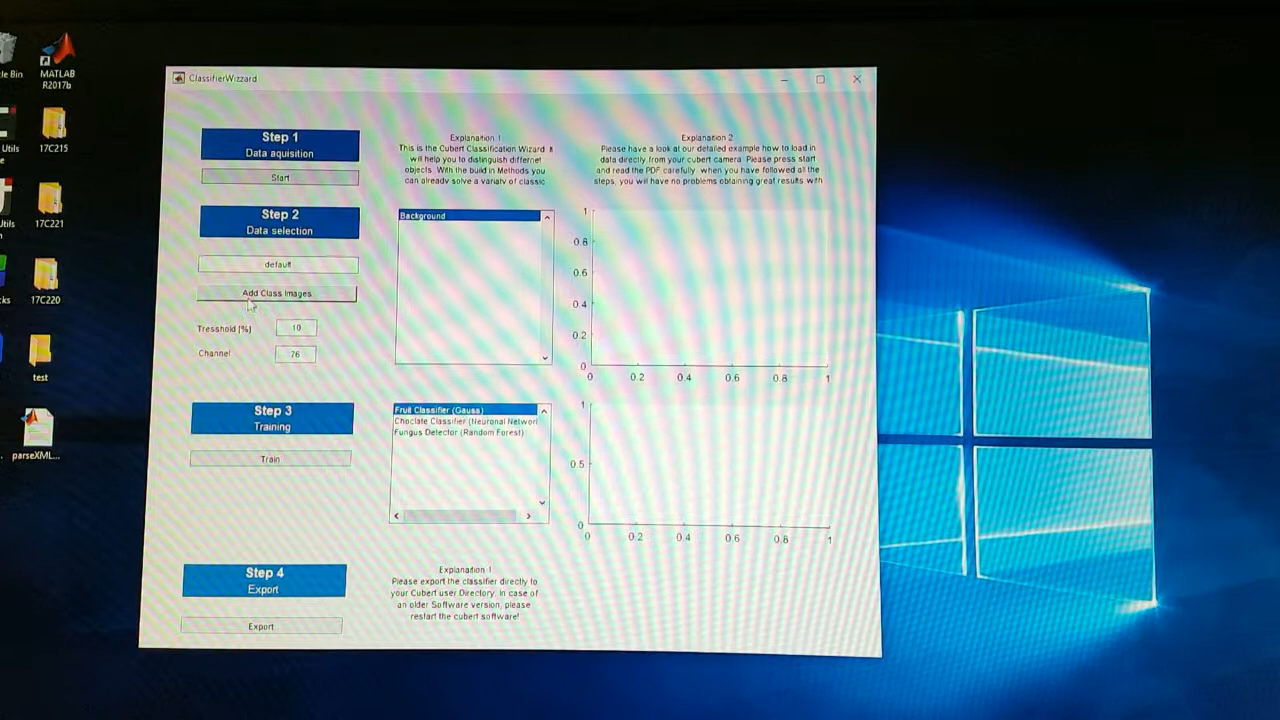 cle Bin
MATLAB
R2017b
Utils
e
17C215
Utils
17C221
cks
17C220
test
parseXML...
ClassifierWizzard
Step 1
Data aquisition
Start
Explanation 1
This is the Cubert Classification Wizard. It
will help you to distinguish differnet
objects. With the build in Methods you
can already solve a variaty of classic
Explanation 2
Please have a look at our detailed example how to load in
data directly from your cubert camera. Please press start
and read the PDF carefully. when you have followed all the
steps, you will have no problems obtaining great results with
Step 2
Data selection
default
Add Class Images
Tresshold (%)
10
Channel
76
Background
1
0.8
0.6
0.4
0.2
0
0 0.2 0.4 0.6 0.8 1
Step 3
Training
Train
Fruit Classifier (Gauss)
Choclate Classifier (Neuronal Networl
Fungus Detector (Random Forest)
1
0.5
0
0 0.2 0.4 0.6 0.8 1
Step 4
Export
Export
Explanation 1
Please export the classifier directly to
your Cubert user Directory. In case of
an older Software version, please
restart the cubert software!